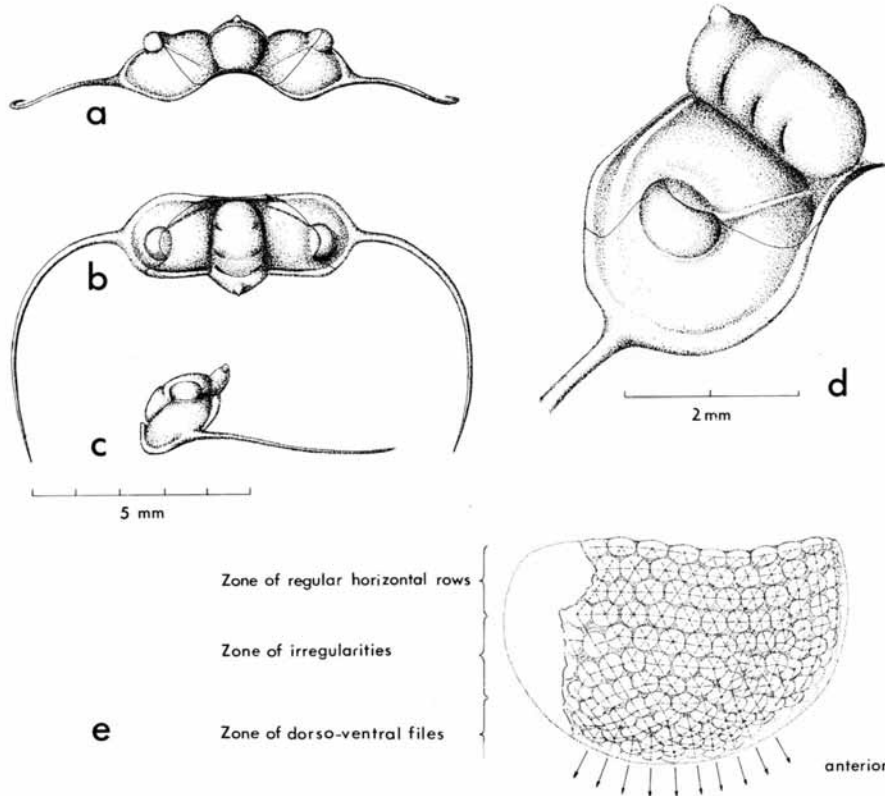 a
b
c
5 mm
d
2 mm
Zone of regular horizontal rows
Zone of irregularities
Zone of dorso-ventral files
e
anterior